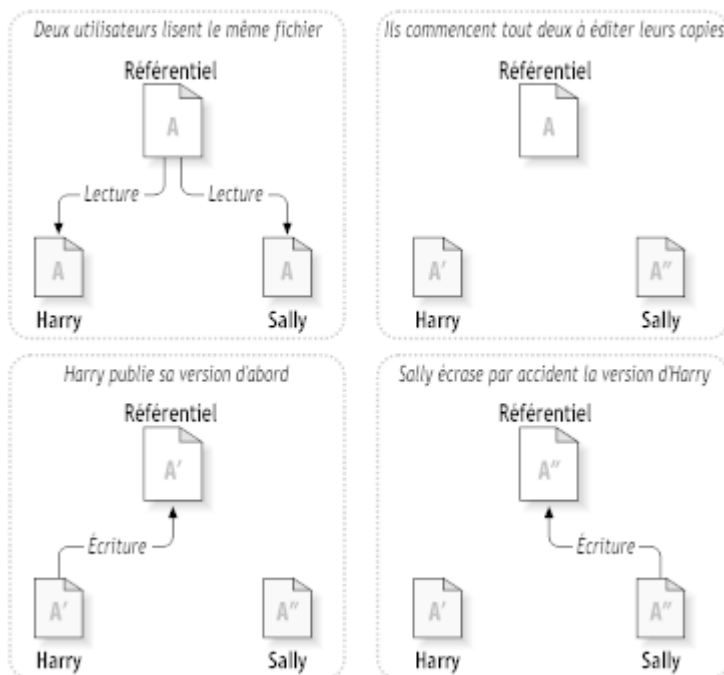 Deux utilisateurs lisent le même fichier
Référentiel
A
Lecture
Lecture
A
A
Harry
Sally
Ils commencent tout deux à éditer leurs copies
Référentiel
A
A'
A"
Harry
Sally
Harry publie sa version d'abord
Référentiel
A'
Écriture
A'
A"
Harry
Sally
Sally écrase par accident la version d'Harry
Référentiel
A"
Écriture
A'
A"
Harry
Sally